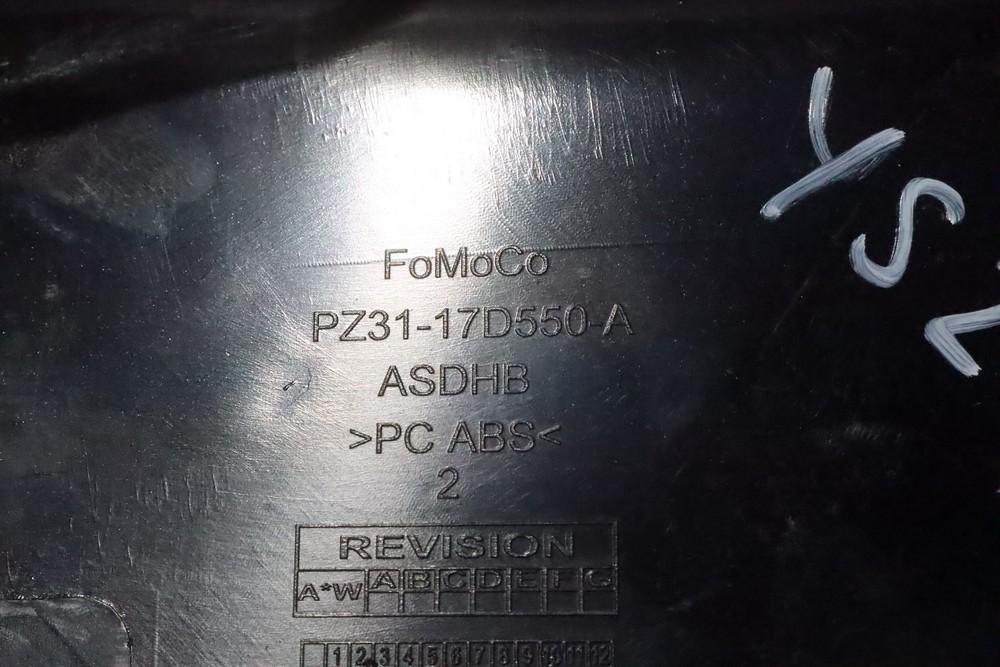 FoMoCo
PZ31-17D550-A
ASDHB
>PC ABS<
2
REVISION
A*W A B C D E F G
1 2 3 4 5 6 7 8 9 10 11 12
YS